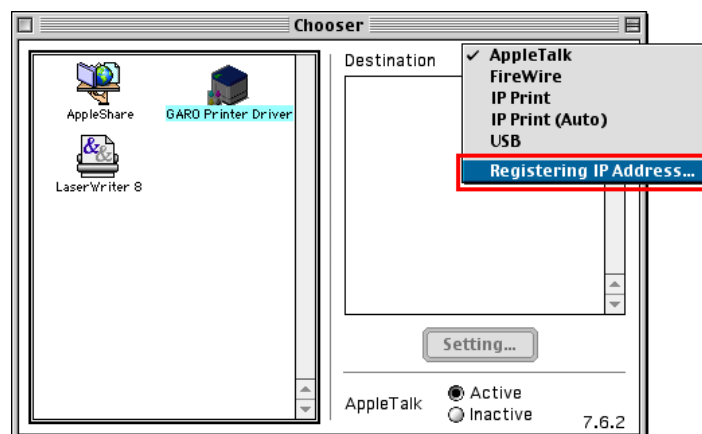 Chooser
AppleShare
GARO Printer Driver
LaserWriter 8
Destination
✓ AppleTalk
FireWire
IP Print
IP Print (Auto)
USB
Registering IP Address...
Setting...
AppleTalk
Active
Inactive
7.6.2